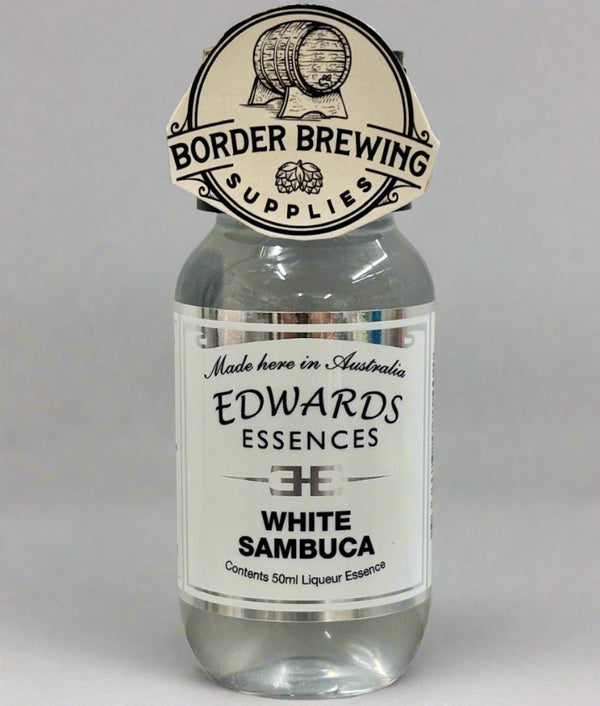 BORDER BREWING
SUPPLIES
Made here in Australia
EDWARDS
ESSENCES
WHITE
SAMBUCA
Contents 50ml Liqueur Essence